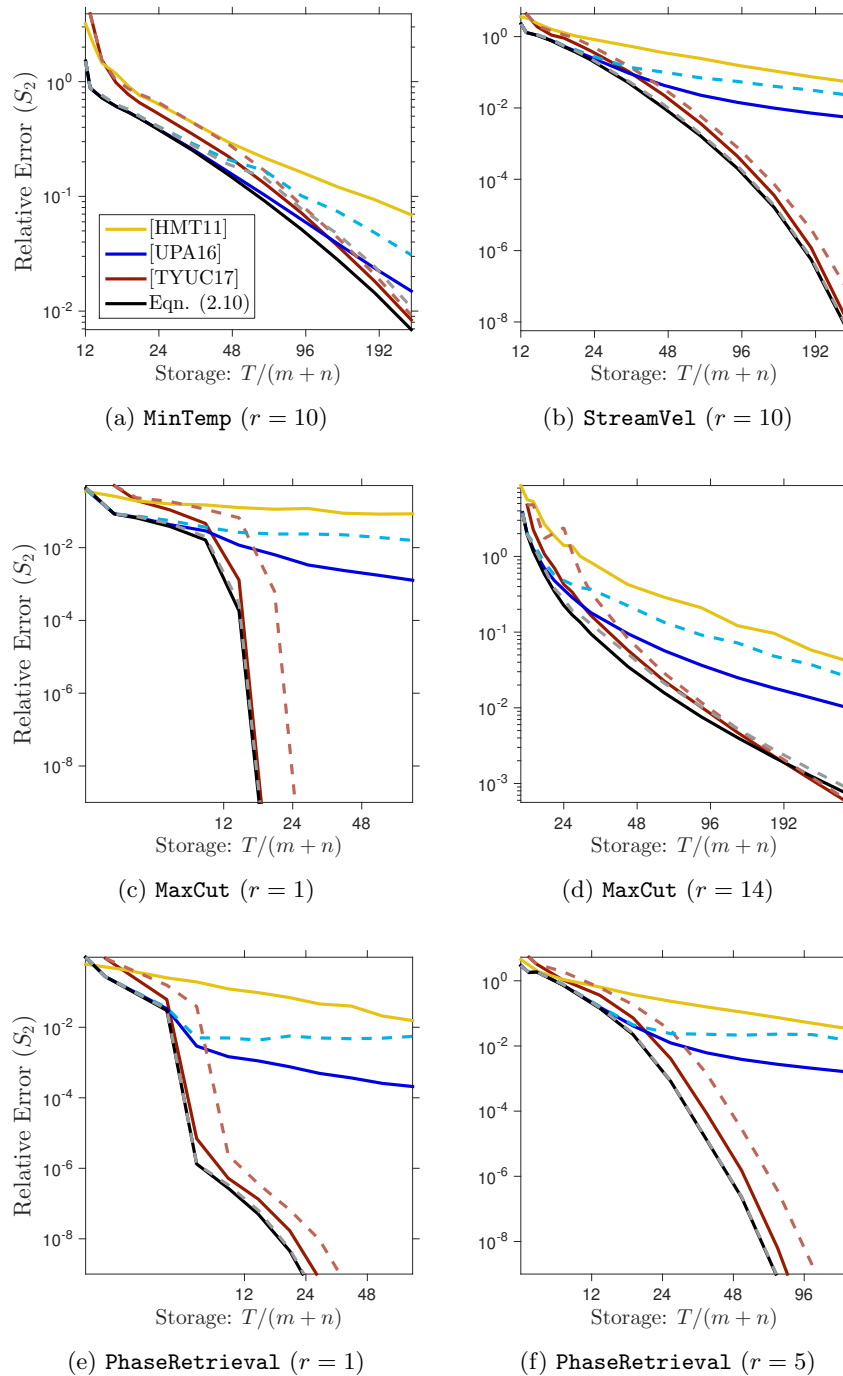 10^0
10^-1
10^-2
Relative Error (S_2)
[HMT11]
[UPA16]
[TYUC17]
Eqn. (2.10)
12 24 48 96 192
Storage: T/(m + n)
(a) MinTemp (r = 10)
10^0
10^-2
10^-4
10^-6
10^-8
12 24 48 96 192
Storage: T/(m + n)
(b) StreamVel (r = 10)
10^-2
10^-4
10^-6
10^-8
Relative Error (S_2)
12 24 48
Storage: T/(m + n)
(c) MaxCut (r = 1)
10^0
10^-1
10^-2
10^-3
24 48 96 192
Storage: T/(m + n)
(d) MaxCut (r = 14)
10^-2
10^-4
10^-6
10^-8
Relative Error (S_2)
12 24 48
Storage: T/(m + n)
(e) PhaseRetrieval (r = 1)
10^0
10^-2
10^-4
10^-6
10^-8
12 24 48 96
Storage: T/(m + n)
(f) PhaseRetrieval (r = 5)